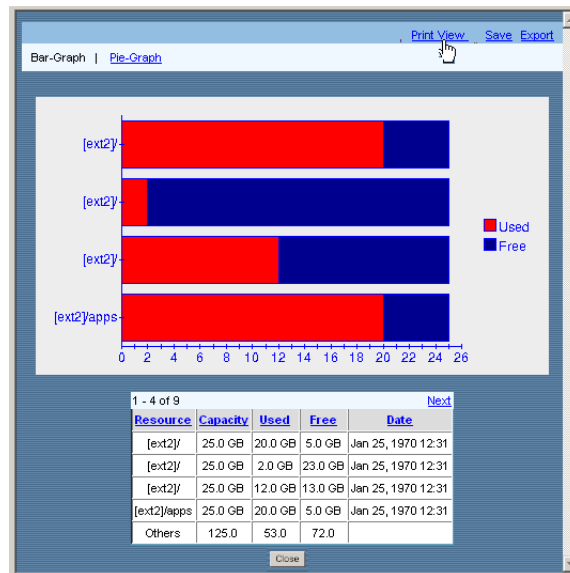 Print View Save Export
Bar-Graph | Pie-Graph
[ext2]/
[ext2]/
[ext2]/
[ext2]/apps
Used
Free
0 2 4 6 8 10 12 14 16 18 20 22 24 26
1 - 4 of 9 Next
Resource Capacity Used Free Date
[ext2]/ 25.0 GB 20.0 GB 5.0 GB Jan 25, 1970 12:31
[ext2]/ 25.0 GB 2.0 GB 23.0 GB Jan 25, 1970 12:31
[ext2]/ 25.0 GB 12.0 GB 13.0 GB Jan 25, 1970 12:31
[ext2]/apps 25.0 GB 20.0 GB 5.0 GB Jan 25, 1970 12:31
Others 125.0 53.0 72.0
Close